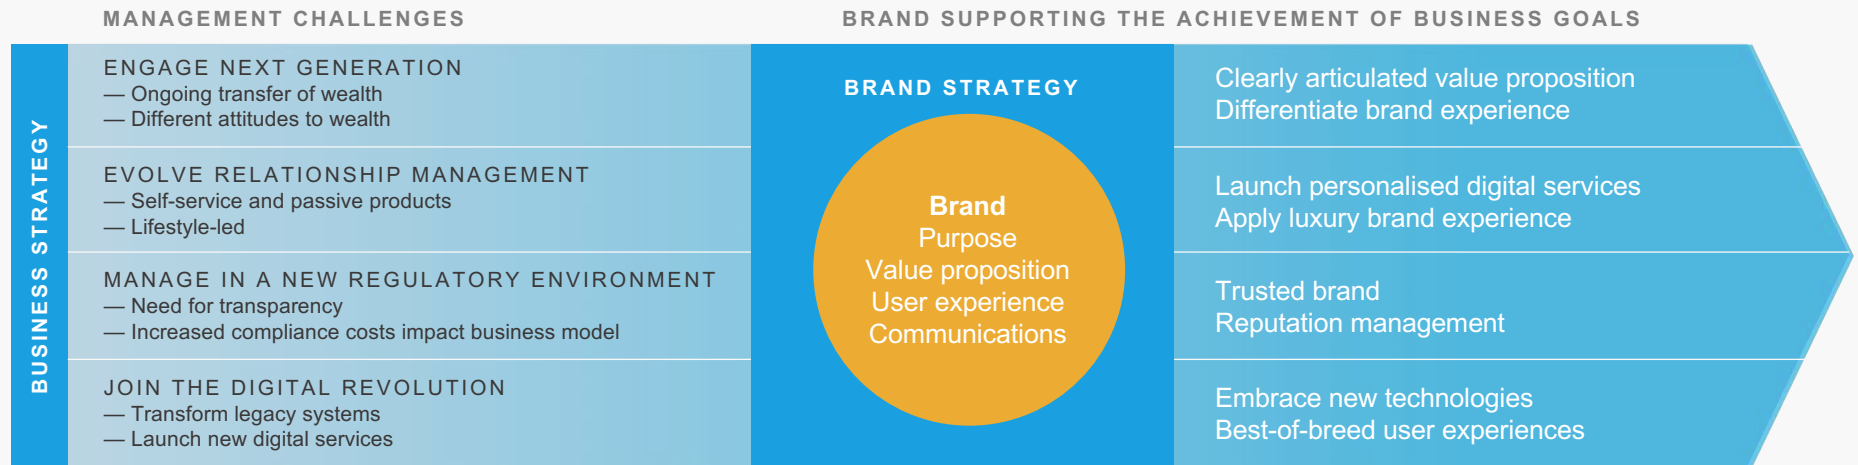 MANAGEMENT CHALLENGES
BRAND SUPPORTING THE ACHIEVEMENT OF BUSINESS GOALS
BUSINESS STRATEGY
ENGAGE NEXT GENERATION
— Ongoing transfer of wealth
— Different attitudes to wealth
EVOLVE RELATIONSHIP MANAGEMENT
— Self-service and passive products
— Lifestyle-led
MANAGE IN A NEW REGULATORY ENVIRONMENT
— Need for transparency
— Increased compliance costs impact business model
JOIN THE DIGITAL REVOLUTION
— Transform legacy systems
— Launch new digital services
BRAND STRATEGY
Brand
Purpose
Value proposition
User experience
Communications
Clearly articulated value proposition
Differentiate brand experience
Launch personalised digital services
Apply luxury brand experience
Trusted brand
Reputation management
Embrace new technologies
Best-of-breed user experiences